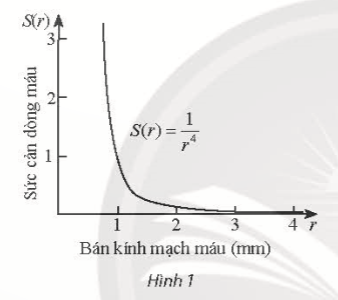 S(r)
3
2
1
Sức cản dòng máu
S(r) = 1/r⁴
1 2 3 4 r
Bán kính mạch máu (mm)
Hình 1